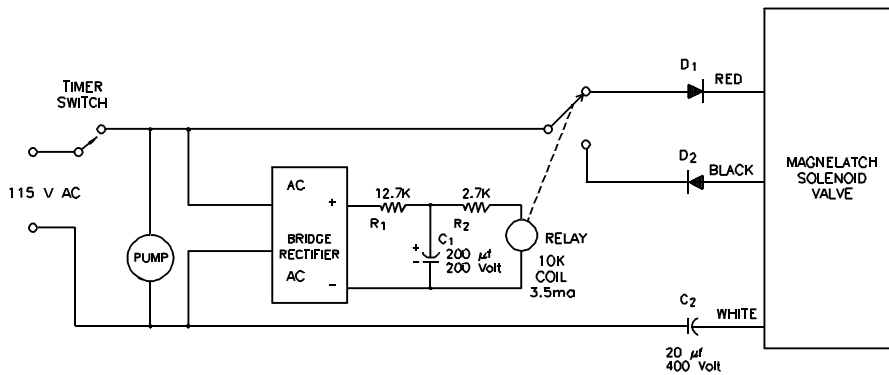 TIMER
SWITCH
115 V AC
PUMP
AC
+
BRIDGE
RECTIFIER
AC
-
12.7K
R1
2.7K
R2
+
-
C1
200 µf
200 Volt
RELAY
10K
COIL
3.5ma
D1
RED
D2
BLACK
MAGNELATCH
SOLENOID
VALVE
C2
WHITE
20 µf
400 Volt